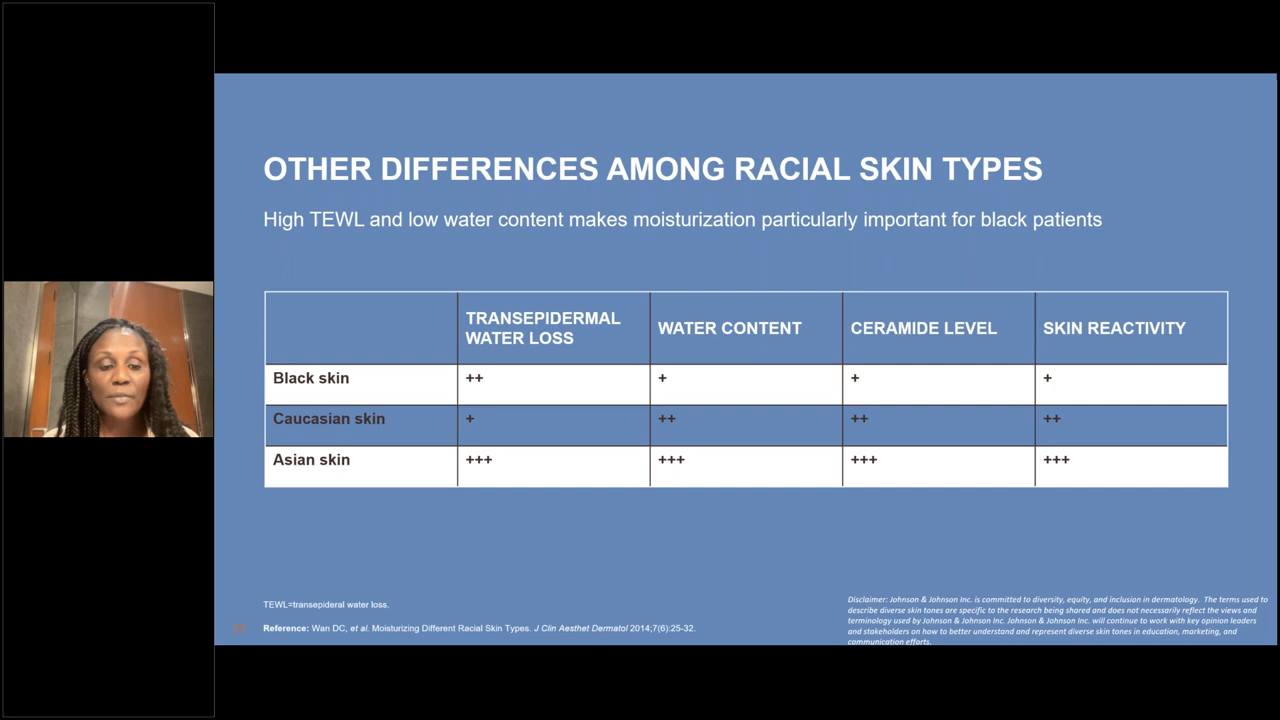 OTHER DIFFERENCES AMONG RACIAL SKIN TYPES
High TEWL and low water content makes moisturization particularly important for black patients
TRANSEPIDERMAL WATER LOSS WATER CONTENT CERAMIDE LEVEL SKIN REACTIVITY
Black skin ++ + + +
Caucasian skin + ++ ++ ++
Asian skin +++ +++ +++ +++
TEWL=transepideral water loss.
Reference: Wan DC, et al. Moisturizing Different Racial Skin Types. J Clin Aesthet Dermatol 2014;7(6):25-32.
Disclaimer: Johnson & Johnson Inc. is committed to diversity, equity, and inclusion in dermatology. The terms used to
describe diverse skin tones are specific to the research being shared and does not necessarily reflect the views and
terminology used by Johnson & Johnson Inc. Johnson & Johnson Inc. will continue to work with key opinion leaders
and stakeholders on how to better understand and represent diverse skin tones in education, marketing, and
communication efforts.